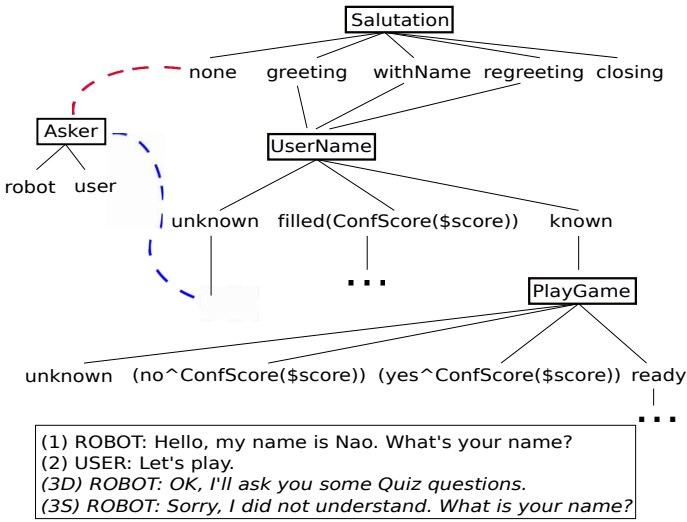 Salutation
none greeting withName regreeting closing
Asker
UserName
robot user
unknown filled(ConfScore($score)) known
...
PlayGame
unknown (no^ConfScore($score)) (yes^ConfScore($score)) ready
...
(1) ROBOT: Hello, my name is Nao. What's your name?
(2) USER: Let's play.
(3D) ROBOT: OK, I'll ask you some Quiz questions.
(3S) ROBOT: Sorry, I did not understand. What is your name?